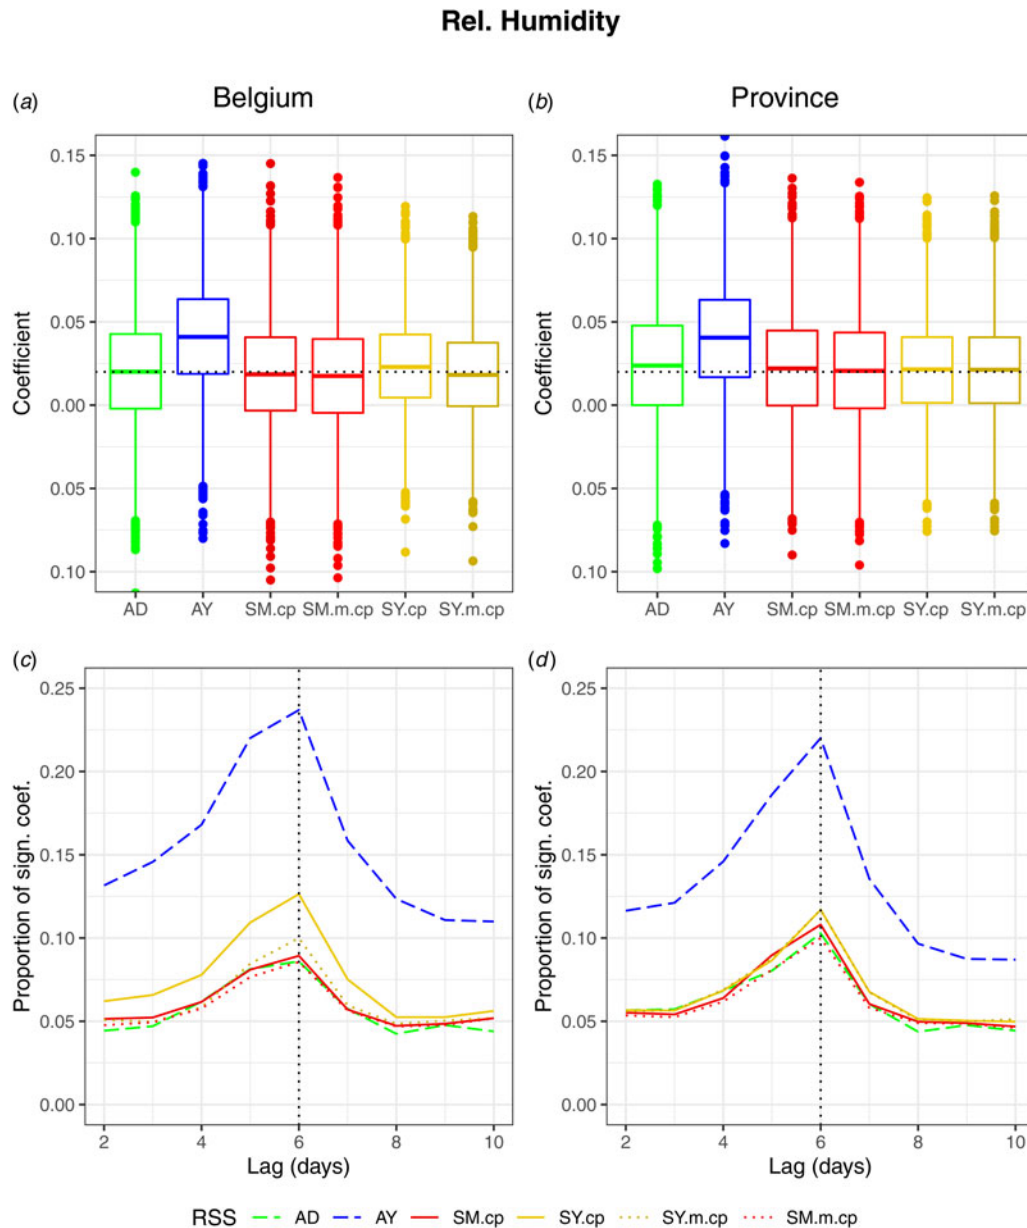 Rel. Humidity
(a) Belgium
(b) Province
Coefficient
0.15
0.10
0.05
0.00
0.05
0.10
AD AY SM.cp SM.m.cp SY.cp SY.m.cp
Coefficient
0.15
0.10
0.05
0.00
0.05
0.10
AD AY SM.cp SM.m.cp SY.cp SY.m.cp
(c)
(d)
Proportion of sign. coef.
0.25
0.20
0.15
0.10
0.05
0.00
2 4 6 8 10
Lag (days)
Proportion of sign. coef.
0.25
0.20
0.15
0.10
0.05
0.00
2 4 6 8 10
Lag (days)
RSS AD AY SM.cp SY.cp SY.m.cp SM.m.cp